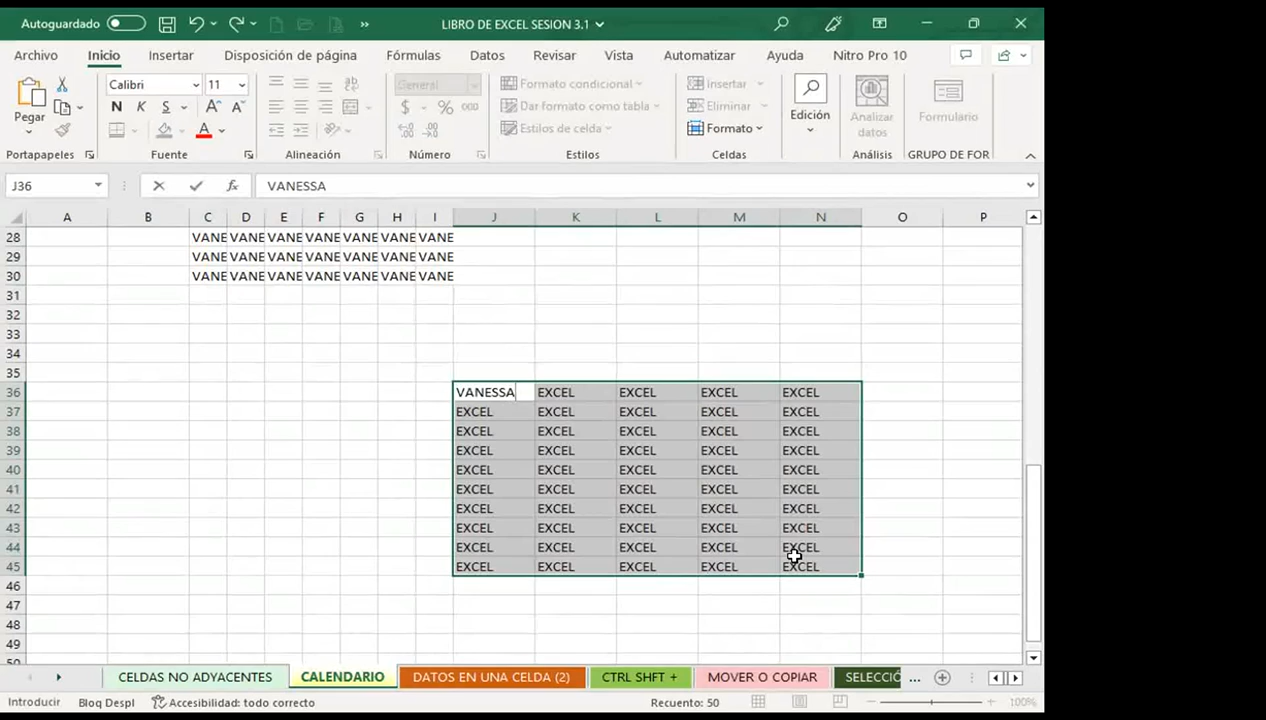 Autoguardado
LIBRO DE EXCEL SESION 3.1
Archivo Inicio Insertar Disposición de página Fórmulas Datos Revisar Vista Automatizar Ayuda Nitro Pro 10
Pegar
Calibri 11
N K S A A
A
ab
General
$ % 000
Formato condicional
Dar formato como tabla
Estilos de celda
Insertar
Eliminar
Formato
Edición
Analizar datos
Formulario
Portapapeles Fuente Alineación Número Estilos Celdas Análisis GRUPO DE FOR
J36 fx VANESSA
A B C D E F G H I J K L M N O P
28 VANE VANE VANE VANE VANE VANE VANE
29 VANE VANE VANE VANE VANE VANE VANE
30 VANE VANE VANE VANE VANE VANE VANE
31
32
33
34
35
36 VANESSA EXCEL EXCEL EXCEL EXCEL
37 EXCEL EXCEL EXCEL EXCEL EXCEL
38 EXCEL EXCEL EXCEL EXCEL EXCEL
39 EXCEL EXCEL EXCEL EXCEL EXCEL
40 EXCEL EXCEL EXCEL EXCEL EXCEL
41 EXCEL EXCEL EXCEL EXCEL EXCEL
42 EXCEL EXCEL EXCEL EXCEL EXCEL
43 EXCEL EXCEL EXCEL EXCEL EXCEL
44 EXCEL EXCEL EXCEL EXCEL EXCEL
45 EXCEL EXCEL EXCEL EXCEL EXCEL
46
47
48
49
50
CELDAS NO ADYACENTES CALENDARIO DATOS EN UNA CELDA (2) CTRL SHFT + MOVER O COPIAR SELECCIÓ ...
Introducir Bloq Despl Accesibilidad: todo correcto Recuento: 50 100%